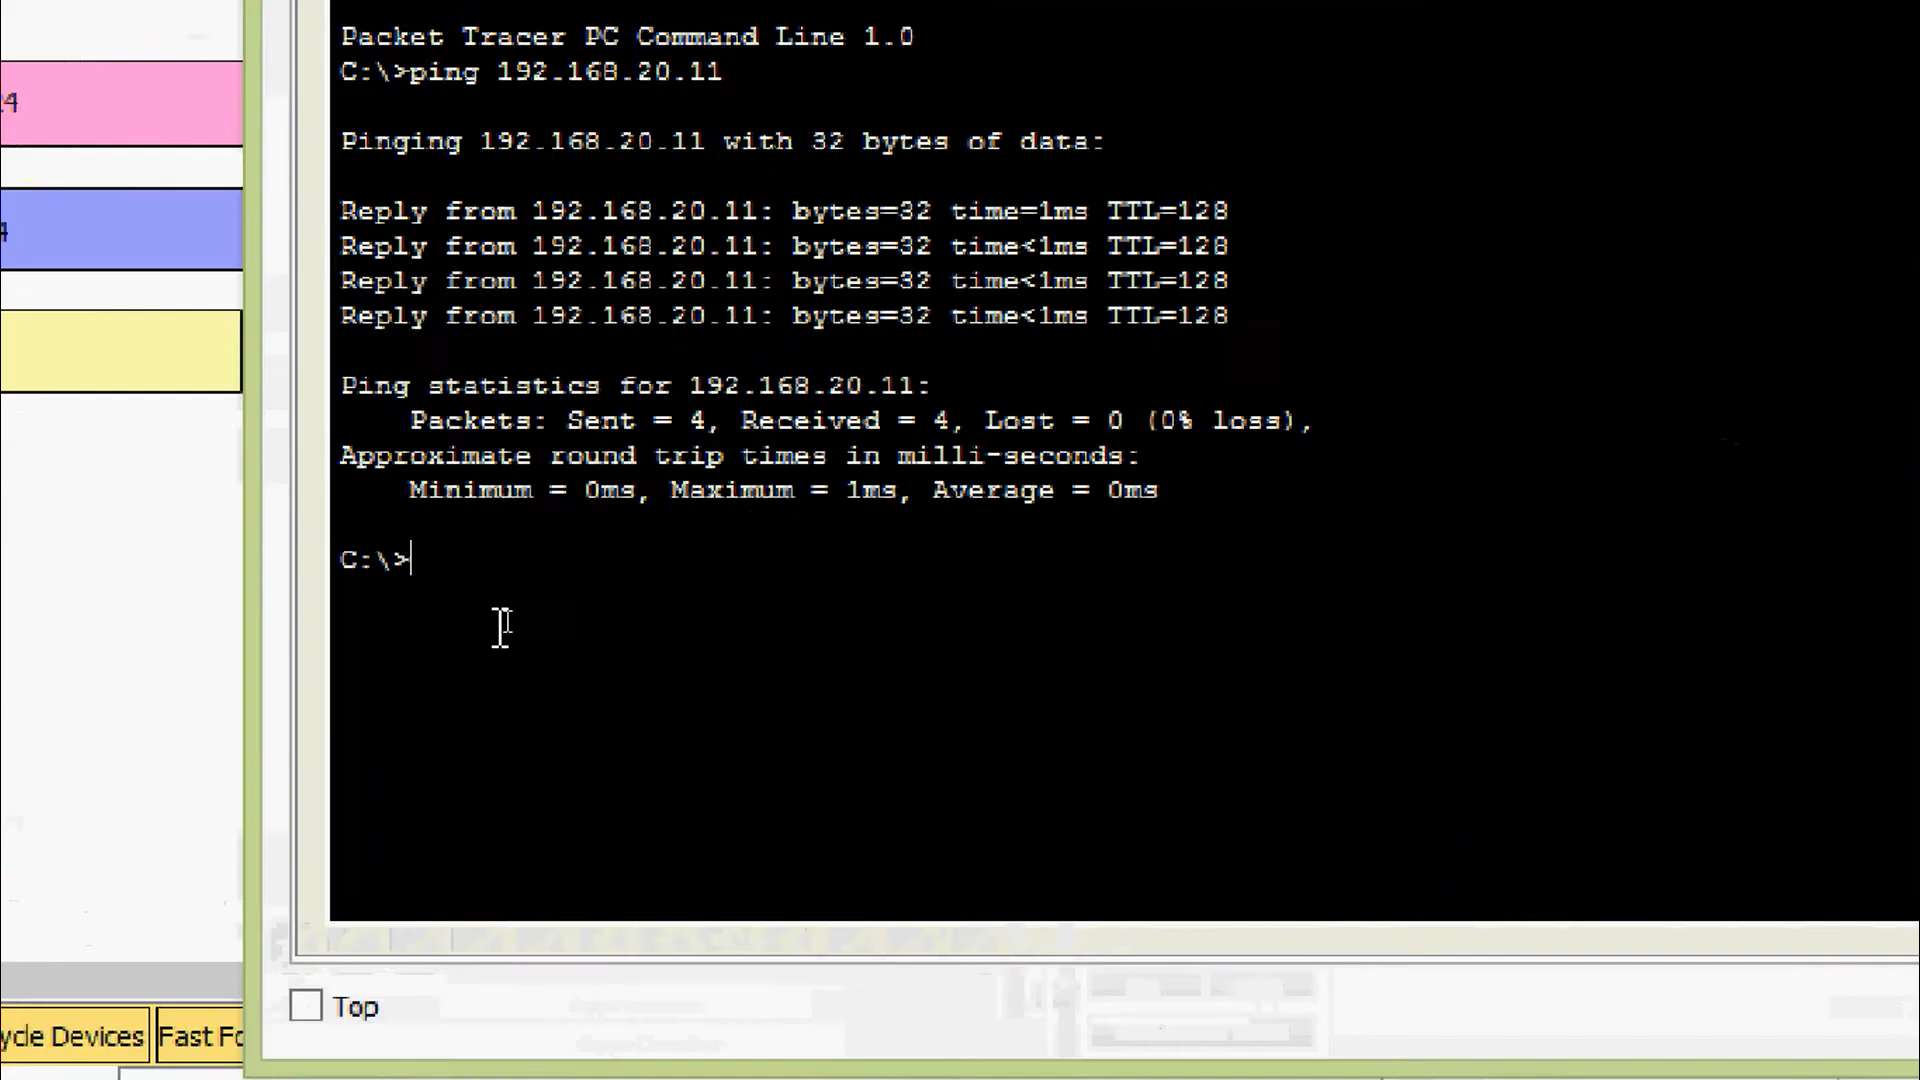 Packet Tracer PC Command Line 1.0
C:\>ping 192.168.20.11
Pinging 192.168.20.11 with 32 bytes of data:
Reply from 192.168.20.11: bytes=32 time=1ms TTL=128
Reply from 192.168.20.11: bytes=32 time<1ms TTL=128
Reply from 192.168.20.11: bytes=32 time<1ms TTL=128
Reply from 192.168.20.11: bytes=32 time<1ms TTL=128
Ping statistics for 192.168.20.11:
Packets: Sent = 4, Received = 4, Lost = 0 (0% loss),
Approximate round trip times in milli-seconds:
Minimum = 0ms, Maximum = 1ms, Average = 0ms
C:\>
4
4
Top
ycle Devices
Fast Fo